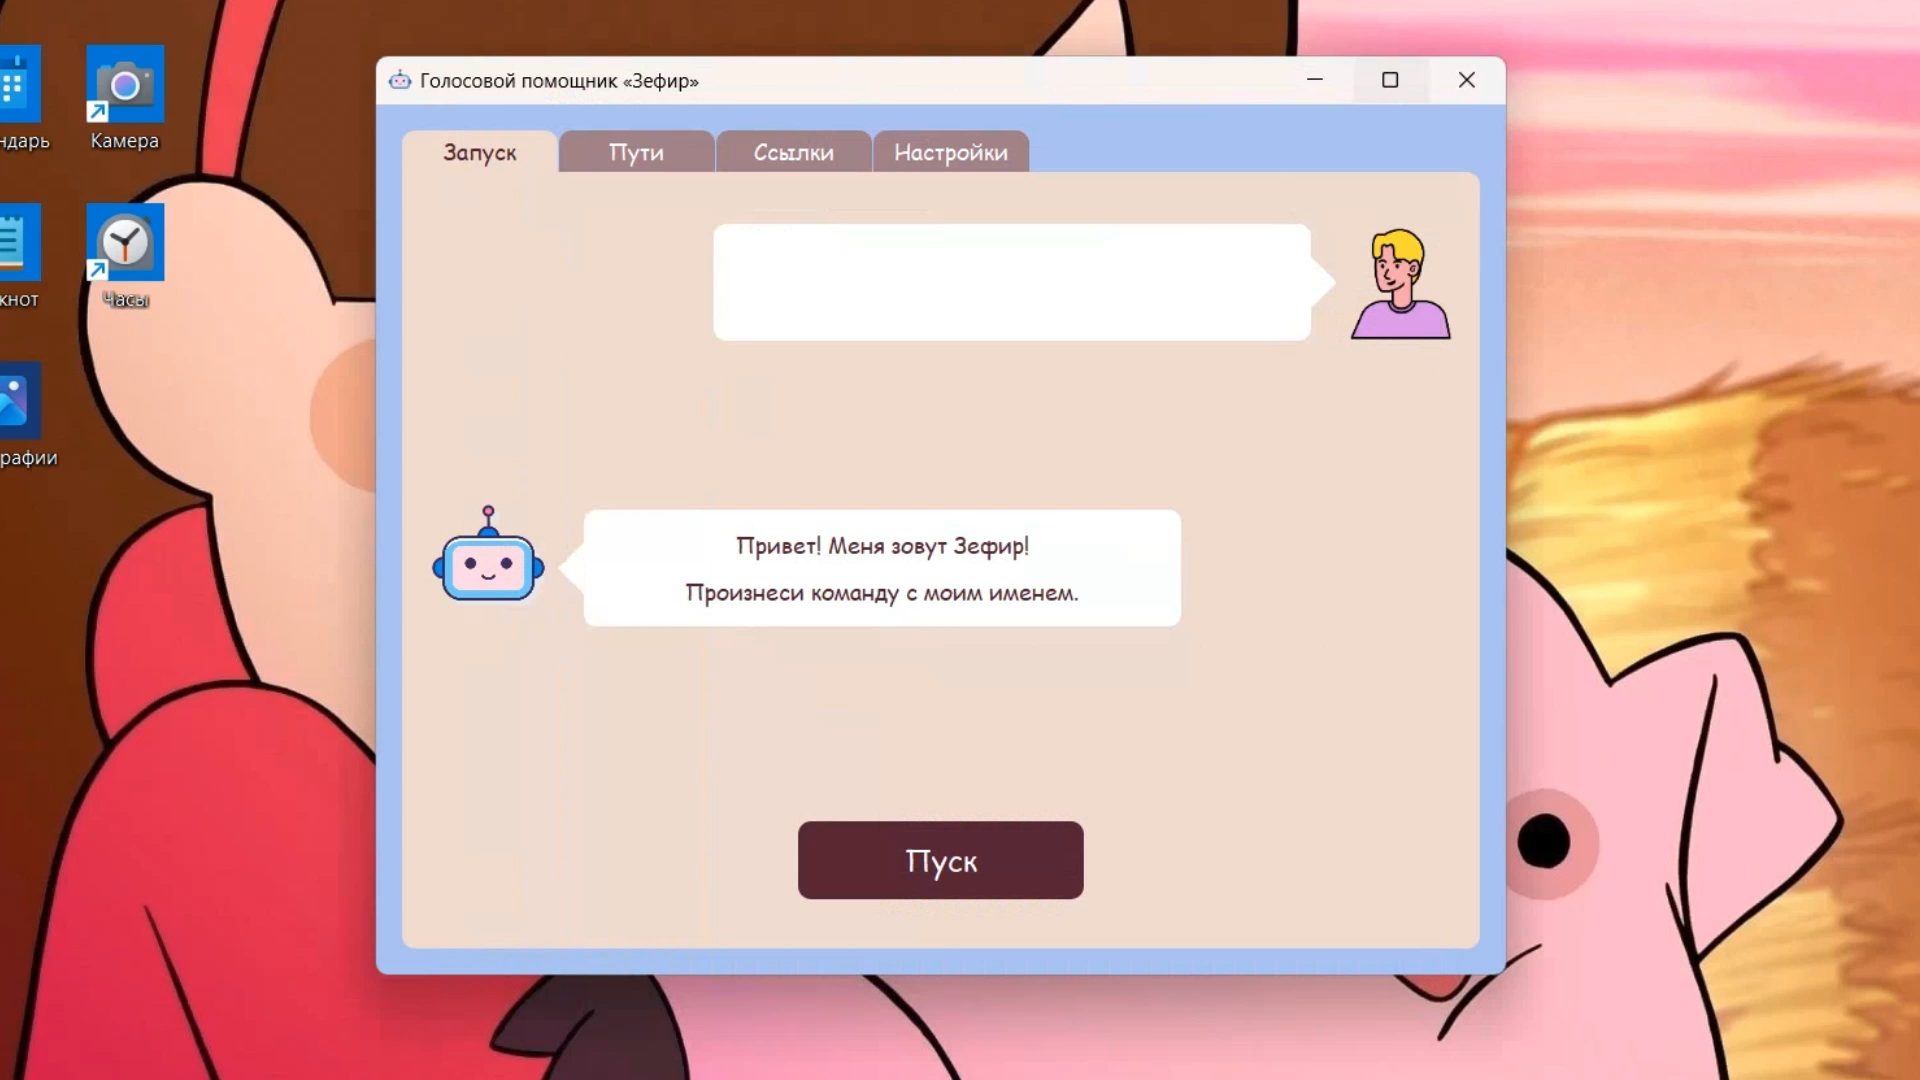 Голосовой помощник «Зефир»
Запуск
Пути
Ссылки
Настройки
Привет! Меня зовут Зефир!
Произнеси команду с моим именем.
Пуск
ндарь
Камера
кнот
Часы
рафии